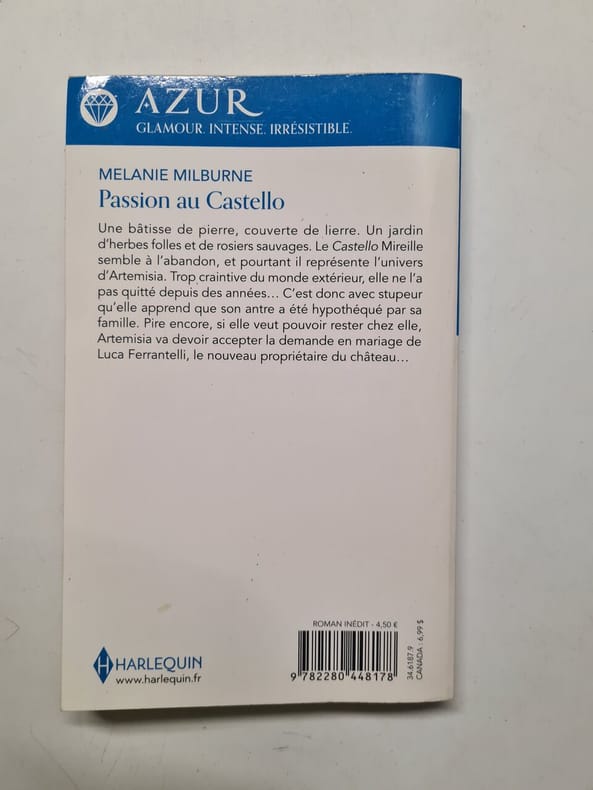 AZUR
GLAMOUR. INTENSE. IRRÉSISTIBLE.
MELANIE MILBURNE
Passion au Castello
Une bâtisse de pierre, couverte de lierre. Un jardin
d'herbes folles et de rosiers sauvages. Le Castello Mireille
semble à l'abandon, et pourtant il représente l'univers
d'Artemisia. Trop craintive du monde extérieur, elle ne l'a
pas quitté depuis des années... C'est donc avec stupeur
qu'elle apprend que son antre a été hypothéqué par sa
famille. Pire encore, si elle veut pouvoir rester chez elle,
Artemisia va devoir accepter la demande en mariage de
Luca Ferrantelli, le nouveau propriétaire du château...
ROMAN INÉDIT - 4,50 €
9 782280 448178
34.6187.9
CANADA : 6,99 $
H HARLEQUIN
www.harlequin.fr